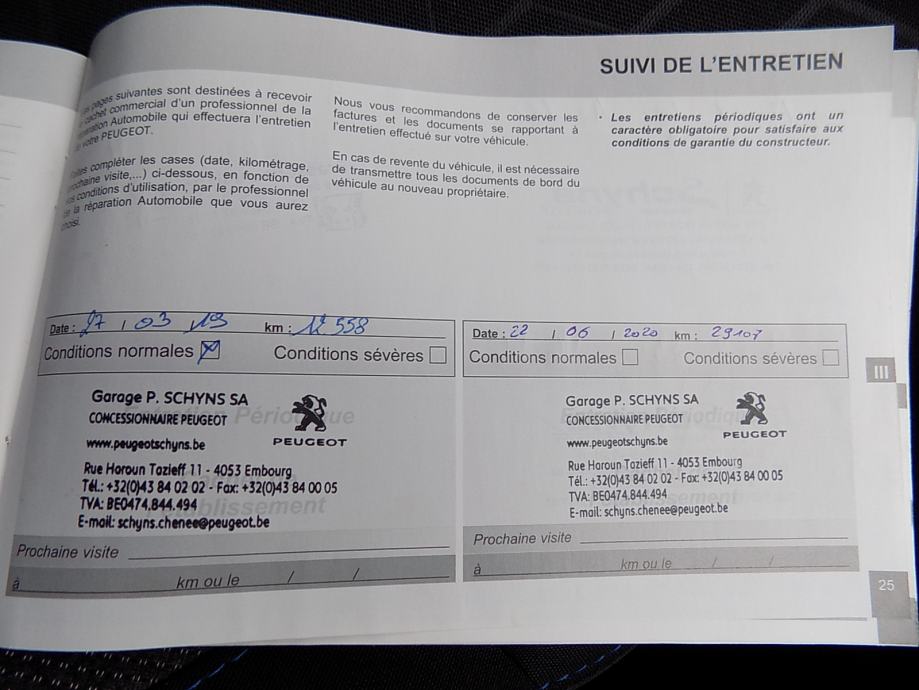 SUIVI DE L'ENTRETIEN
pages suivantes sont destinées à recevoir
cachet commercial d'un professionnel de la
Automobile qui effectuera l'entretien
votre PEUGEOT.
compléter les cases (date, kilométrage,
visite,...) ci-dessous, en fonction de
conditions d'utilisation, par le professionnel
la réparation Automobile que vous aurez
Nous vous recommandons de conserver les
factures et les documents se rapportant à
l'entretien effectué sur votre véhicule.
En cas de revente du véhicule, il est nécessaire
de transmettre tous les documents de bord du
véhicule au nouveau propriétaire.
• Les entretiens périodiques ont un
caractère obligatoire pour satisfaire aux
conditions de garantie du constructeur.
Date : 27 / 03 / 19 km : 12 558
Conditions normales Conditions sévères
Garage P. SCHYNS SA
CONCESSIONNAIRE PEUGEOT
www.peugeotschyns.be
PEUGEOT
Rue Haroun Tazieff 11 - 4053 Embourg
Tél.: +32(0)43 84 02 02 - Fax: +32(0)43 84 00 05
TVA: BE0474.844.494
E-mail: schyns.chenee@peugeot.be
Prochaine visite
à km ou le / /
Date : 22 / 06 / 2020 km : 29107
Conditions normales Conditions sévères
Garage P. SCHYNS SA
CONCESSIONNAIRE PEUGEOT
www.peugeotschyns.be
PEUGEOT
Rue Haroun Tazieff 11 - 4053 Embourg
Tél.: +32(0)43 84 02 02 - Fax: +32(0)43 84 00 05
TVA: BE0474.844.494
E-mail: schyns.chenee@peugeot.be
Prochaine visite
à km ou le / /
III
25